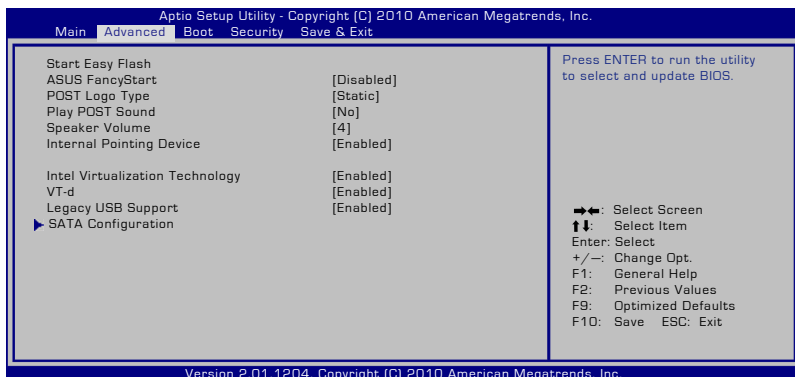 Aptio Setup Utility - Copyright (C) 2010 American Megatrends, Inc.
Main Advanced Boot Security Save & Exit
Start Easy Flash
ASUS FancyStart [Disabled]
POST Logo Type [Static]
Play POST Sound [No]
Speaker Volume [4]
Internal Pointing Device [Enabled]
Intel Virtualization Technology [Enabled]
VT-d [Enabled]
Legacy USB Support [Enabled]
SATA Configuration
Press ENTER to run the utility
to select and update BIOS.
→←: Select Screen
↑↓: Select Item
Enter: Select
+/—: Change Opt.
F1: General Help
F2: Previous Values
F9: Optimized Defaults
F10: Save ESC: Exit
Version 2.01.1204. Copyright (C) 2010 American Megatrends, Inc.